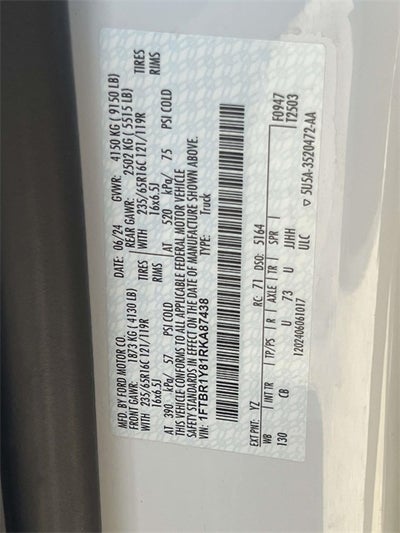 MFD. BY FORD MOTOR CO.
DATE: 06/24 GVWR: 4150 KG ( 9150 LB)
FRONT GAWR: 1873 KG ( 4130 LB) REAR GAWR: 2502 KG ( 5515 LB)
WITH 235/65R16C 121/119R TIRES WITH 235/65R16C 121/119R TIRES
16x6.5J RIMS 16x6.5J RIMS
AT 390 kPa/ 57 PSI COLD AT 520 kPa/ 75 PSI COLD
THIS VEHICLE CONFORMS TO ALL APPLICABLE FEDERAL MOTOR VEHICLE
SAFETY STANDARDS IN EFFECT ON THE DATE OF MANUFACTURE SHOWN ABOVE.
VIN: 1FTBR1Y81RKA87438 TYPE: Truck
EXT PNT: YZ RC: 71 DSO: 5164 F0947
WB INT TR TP/PS R AXLE TR SPR T2503
130 CB U 73 U JJHH
1202406061017 ULC
▽ 5U5A-3520472-AA